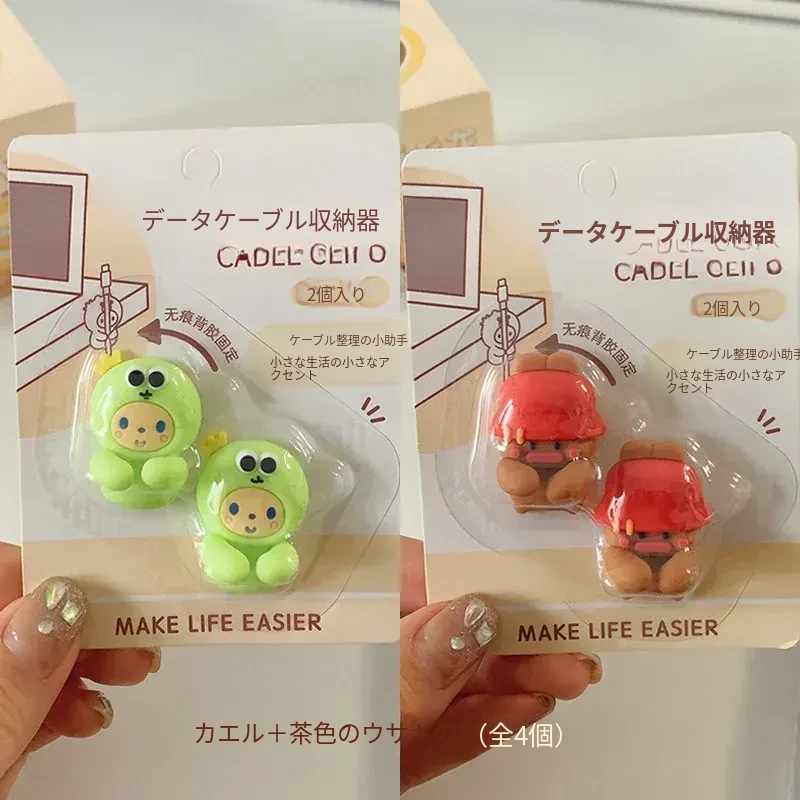 データケーブル収納器
2個入り
无痕背胶固定
ケーブル整理の小助手
小さな生活の小さなア
クセント
MAKE LIFE EASIER
データケーブル収納器
2個入り
无痕背胶固定
ケーブル整理の小助手
小さな生活の小さなア
クセント
MAKE LIFE EASIER
カエル＋茶色のウサギの（全4個）